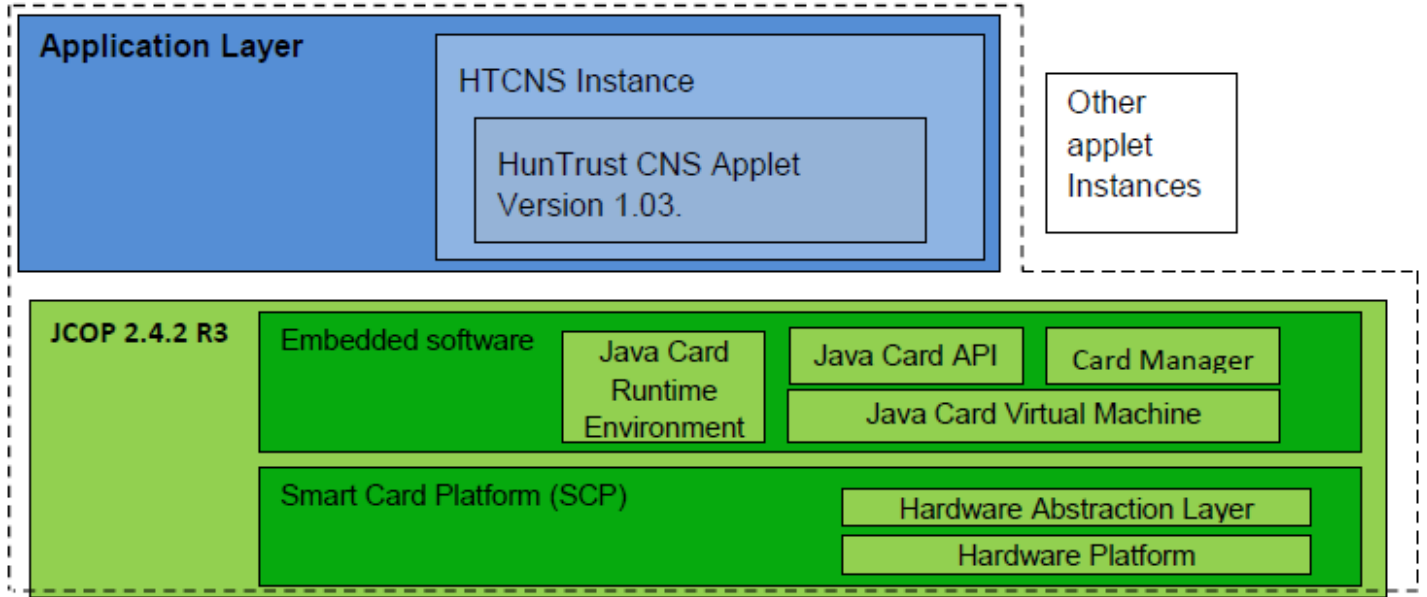 Application Layer
HTCNS Instance
HunTrust CNS Applet
Version 1.03.
Other
applet
Instances
JCOP 2.4.2 R3
Embedded software
Java Card
Runtime
Environment
Java Card API
Card Manager
Java Card Virtual Machine
Smart Card Platform (SCP)
Hardware Abstraction Layer
Hardware Platform